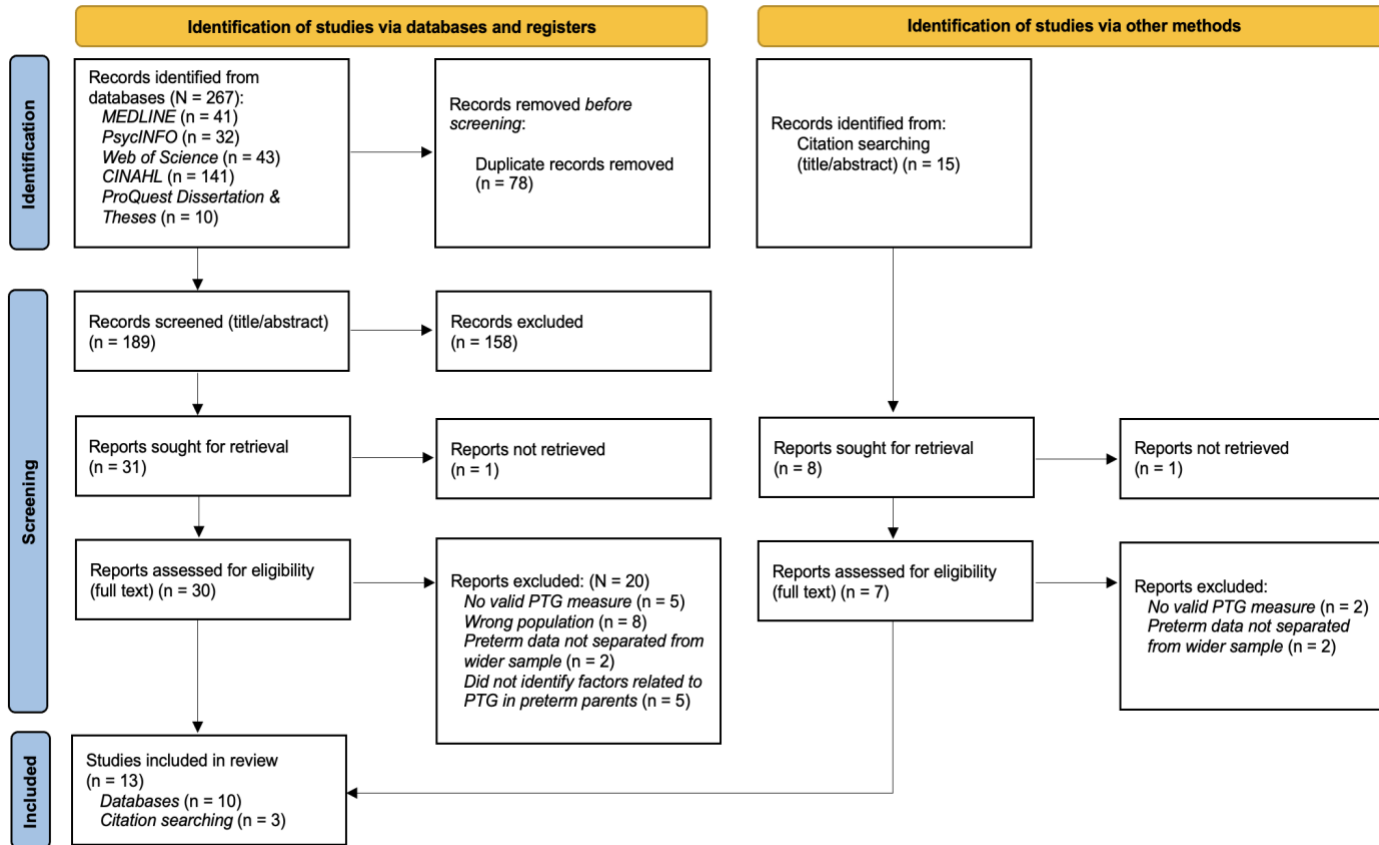 Identification of studies via databases and registers
Identification of studies via other methods
Identification
Records identified from
databases (N = 267):
MEDLINE (n = 41)
PsycINFO (n = 32)
Web of Science (n = 43)
CINAHL (n = 141)
ProQuest Dissertation &
Theses (n = 10)
Records removed before
screening:
Duplicate records removed
(n = 78)
Records identified from:
Citation searching
(title/abstract) (n = 15)
Screening
Records screened (title/abstract)
(n = 189)
Records excluded
(n = 158)
Reports sought for retrieval
(n = 31)
Reports not retrieved
(n = 1)
Reports sought for retrieval
(n = 8)
Reports not retrieved
(n = 1)
Reports assessed for eligibility
(full text) (n = 30)
Reports excluded: (N = 20)
No valid PTG measure (n = 5)
Wrong population (n = 8)
Preterm data not separated from
wider sample (n = 2)
Did not identify factors related to
PTG in preterm parents (n = 5)
Reports assessed for eligibility
(full text) (n = 7)
Reports excluded:
No valid PTG measure (n = 2)
Preterm data not separated
from wider sample (n = 2)
Included
Studies included in review
(n = 13)
Databases (n = 10)
Citation searching (n = 3)